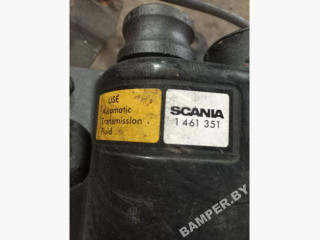 USE
Automatic
Transmission
Fluid
SCANIA
1 461 351
BAMPER.BY